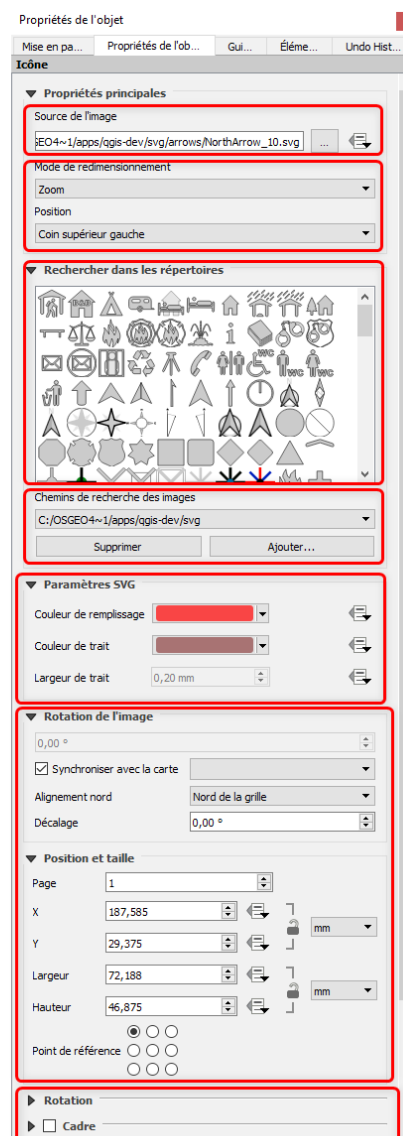 Propriétés de l'objet
Mise en pa... Propriétés de l'ob... Gui... Éléme... Undo Hist...
Icône
Propriétés principales
Source de l'image
GEO4~1/apps/qgis-dev/svg/arrows/NorthArrow_10.svg ...
Mode de redimensionnement
Zoom
Position
Coin supérieur gauche
Rechercher dans les répertoires
Chemins de recherche des images
C:/OSGEO4~1/apps/qgis-dev/svg
Supprimer Ajouter...
Paramètres SVG
Couleur de remplissage
Couleur de trait
Largeur de trait 0,20 mm
Rotation de l'image
0,00 °
Synchroniser avec la carte
Alignement nord Nord de la grille
Décalage 0,00 °
Position et taille
Page 1
X 187,585
mm
Y 29,375
Largeur 72,188
mm
Hauteur 46,875
Point de référence
Rotation
Cadre